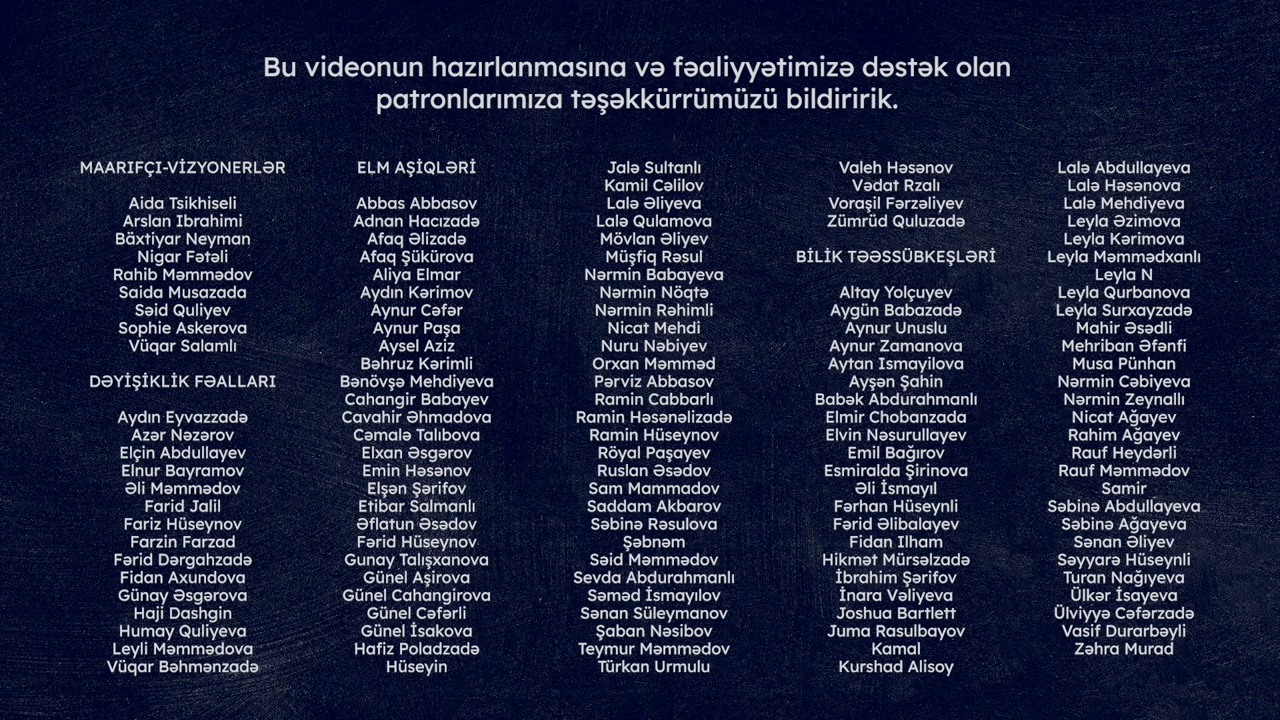 Bu videonun hazırlanmasına və fəaliyyətimizə dəstək olan
patronlarımıza təşəkkürrümüzü bildiririk.
MAARIFÇI-VİZYONERLƏR
Aida Tsikhiseli
Arslan Ibrahimi
Bäxtiyar Neyman
Nigar Fətəli
Rahib Məmmədov
Saida Musazada
Səid Quliyev
Sophie Askerova
Vüqar Salamlı
DƏYİŞİKLİK FƏALLARI
Aydın Eyvazzadə
Azər Nəzərov
Elçin Abdullayev
Elnur Bayramov
Əli Məmmədov
Farid Jalil
Fariz Hüseynov
Farzin Farzad
Fərid Dərgahzadə
Fidan Axundova
Günay Əsgərova
Haji Dashgin
Humay Quliyeva
Leyli Məmmədova
Vüqar Bəhmənzadə
ELM AŞİQLƏRİ
Abbas Abbasov
Adnan Hacızadə
Afaq Əlizadə
Afaq Şükürova
Aliya Elmar
Aydın Kərimov
Aynur Cəfər
Aynur Paşa
Aysel Aziz
Bəhruz Kərimli
Bənövşə Mehdiyeva
Cahangir Babayev
Cavahir Əhmədova
Cəmalə Talıbova
Elxan Əsgərov
Emin Həsənov
Elşən Şərifov
Etibar Salmanlı
Əflatun Əsədov
Fərid Hüseynov
Gunay Talışxanova
Günel Aşirova
Günel Cahangirova
Günel Cəfərli
Günel İsakova
Hafiz Poladzadə
Hüseyin
Jalə Sultanlı
Kamil Cəlilov
Lalə Əliyeva
Lalə Qulamova
Mövlan Əliyev
Müşfiq Rəsul
Nərmin Babayeva
Nərmin Nöqtə
Nərmin Rəhimli
Nicat Mehdi
Nuru Nəbiyev
Orxan Məmməd
Pərviz Abbasov
Ramin Cabbarlı
Ramin Həsənəlizadə
Ramin Hüseynov
Röyal Paşayev
Ruslan Əsədov
Sam Mammadov
Saddam Akbarov
Səbinə Rəsulova
Şəbnəm
Səid Məmmədov
Sevda Abdurahmanlı
Səməd İsmayılov
Sənan Süleymanov
Şaban Nəsibov
Teymur Məmmədov
Türkan Urmulu
Valeh Həsənov
Vədat Rzalı
Voraşil Fərzəliyev
Zümrüd Quluzadə
BİLİK TƏƏSSÜBKEŞLƏRİ
Altay Yolçuyev
Aygün Babazadə
Aynur Unuslu
Aynur Zamanova
Aytan Ismayilova
Ayşən Şahin
Babək Abdurahmanlı
Elmir Chobanzada
Elvin Nəsurullayev
Emil Bağırov
Esmiralda Şirinova
Əli İsmayıl
Fərhan Hüseynli
Fərid Əlibalayev
Fidan Ilham
Hikmət Mürsəlzadə
İbrahim Şərifov
İnara Vəliyeva
Joshua Bartlett
Juma Rasulbayov
Kamal
Kurshad Alisoy
Lalə Abdullayeva
Lalə Həsənova
Lalə Mehdiyeva
Leyla Əzimova
Leyla Kərimova
Leyla Məmmədxanlı
Leyla N
Leyla Qurbanova
Leyla Surxayzadə
Mahir Əsədli
Mehriban Əfənfi
Musa Pünhan
Nərmin Cəbiyeva
Nərmin Zeynallı
Nicat Ağayev
Rahim Ağayev
Rauf Heydərli
Rauf Məmmədov
Samir
Səbinə Abdullayeva
Səbinə Ağayeva
Sənan Əliyev
Səyyarə Hüseynli
Turan Nağıyeva
Ülkər İsayeva
Ülviyyə Cəfərzadə
Vasif Durarbəyli
Zəhra Murad